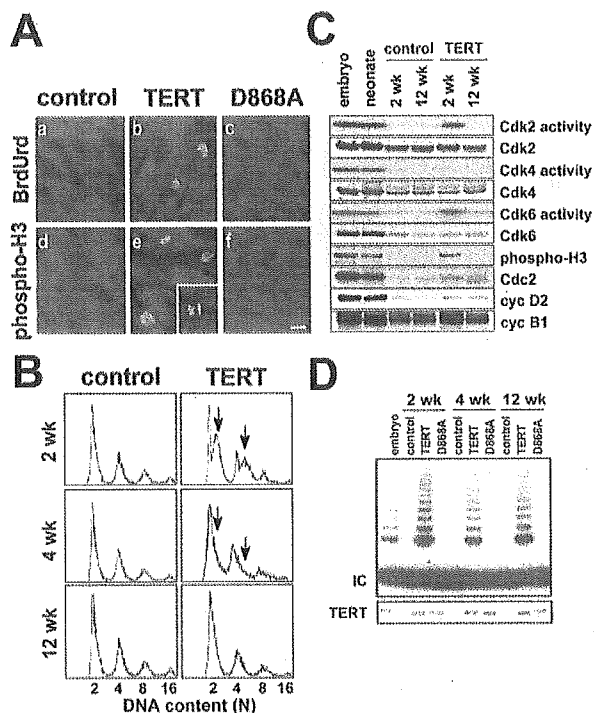 A
control TERT D868A
BrdUrd
a b c
phospho-H3
d e f
B
control TERT
2 wk
4 wk
12 wk
2 4 8 16 2 4 8 16
DNA content (N)
C
control TERT
embryo neonate 2 wk 12 wk 2 wk 12 wk
Cdk2 activity
Cdk2
Cdk4 activity
Cdk4
Cdk6 activity
Cdk6
phospho-H3
Cdc2
cyc D2
cyc B1
D
2 wk 4 wk 12 wk
embryo control TERT D868A control TERT D868A control TERT D868A
IC
TERT